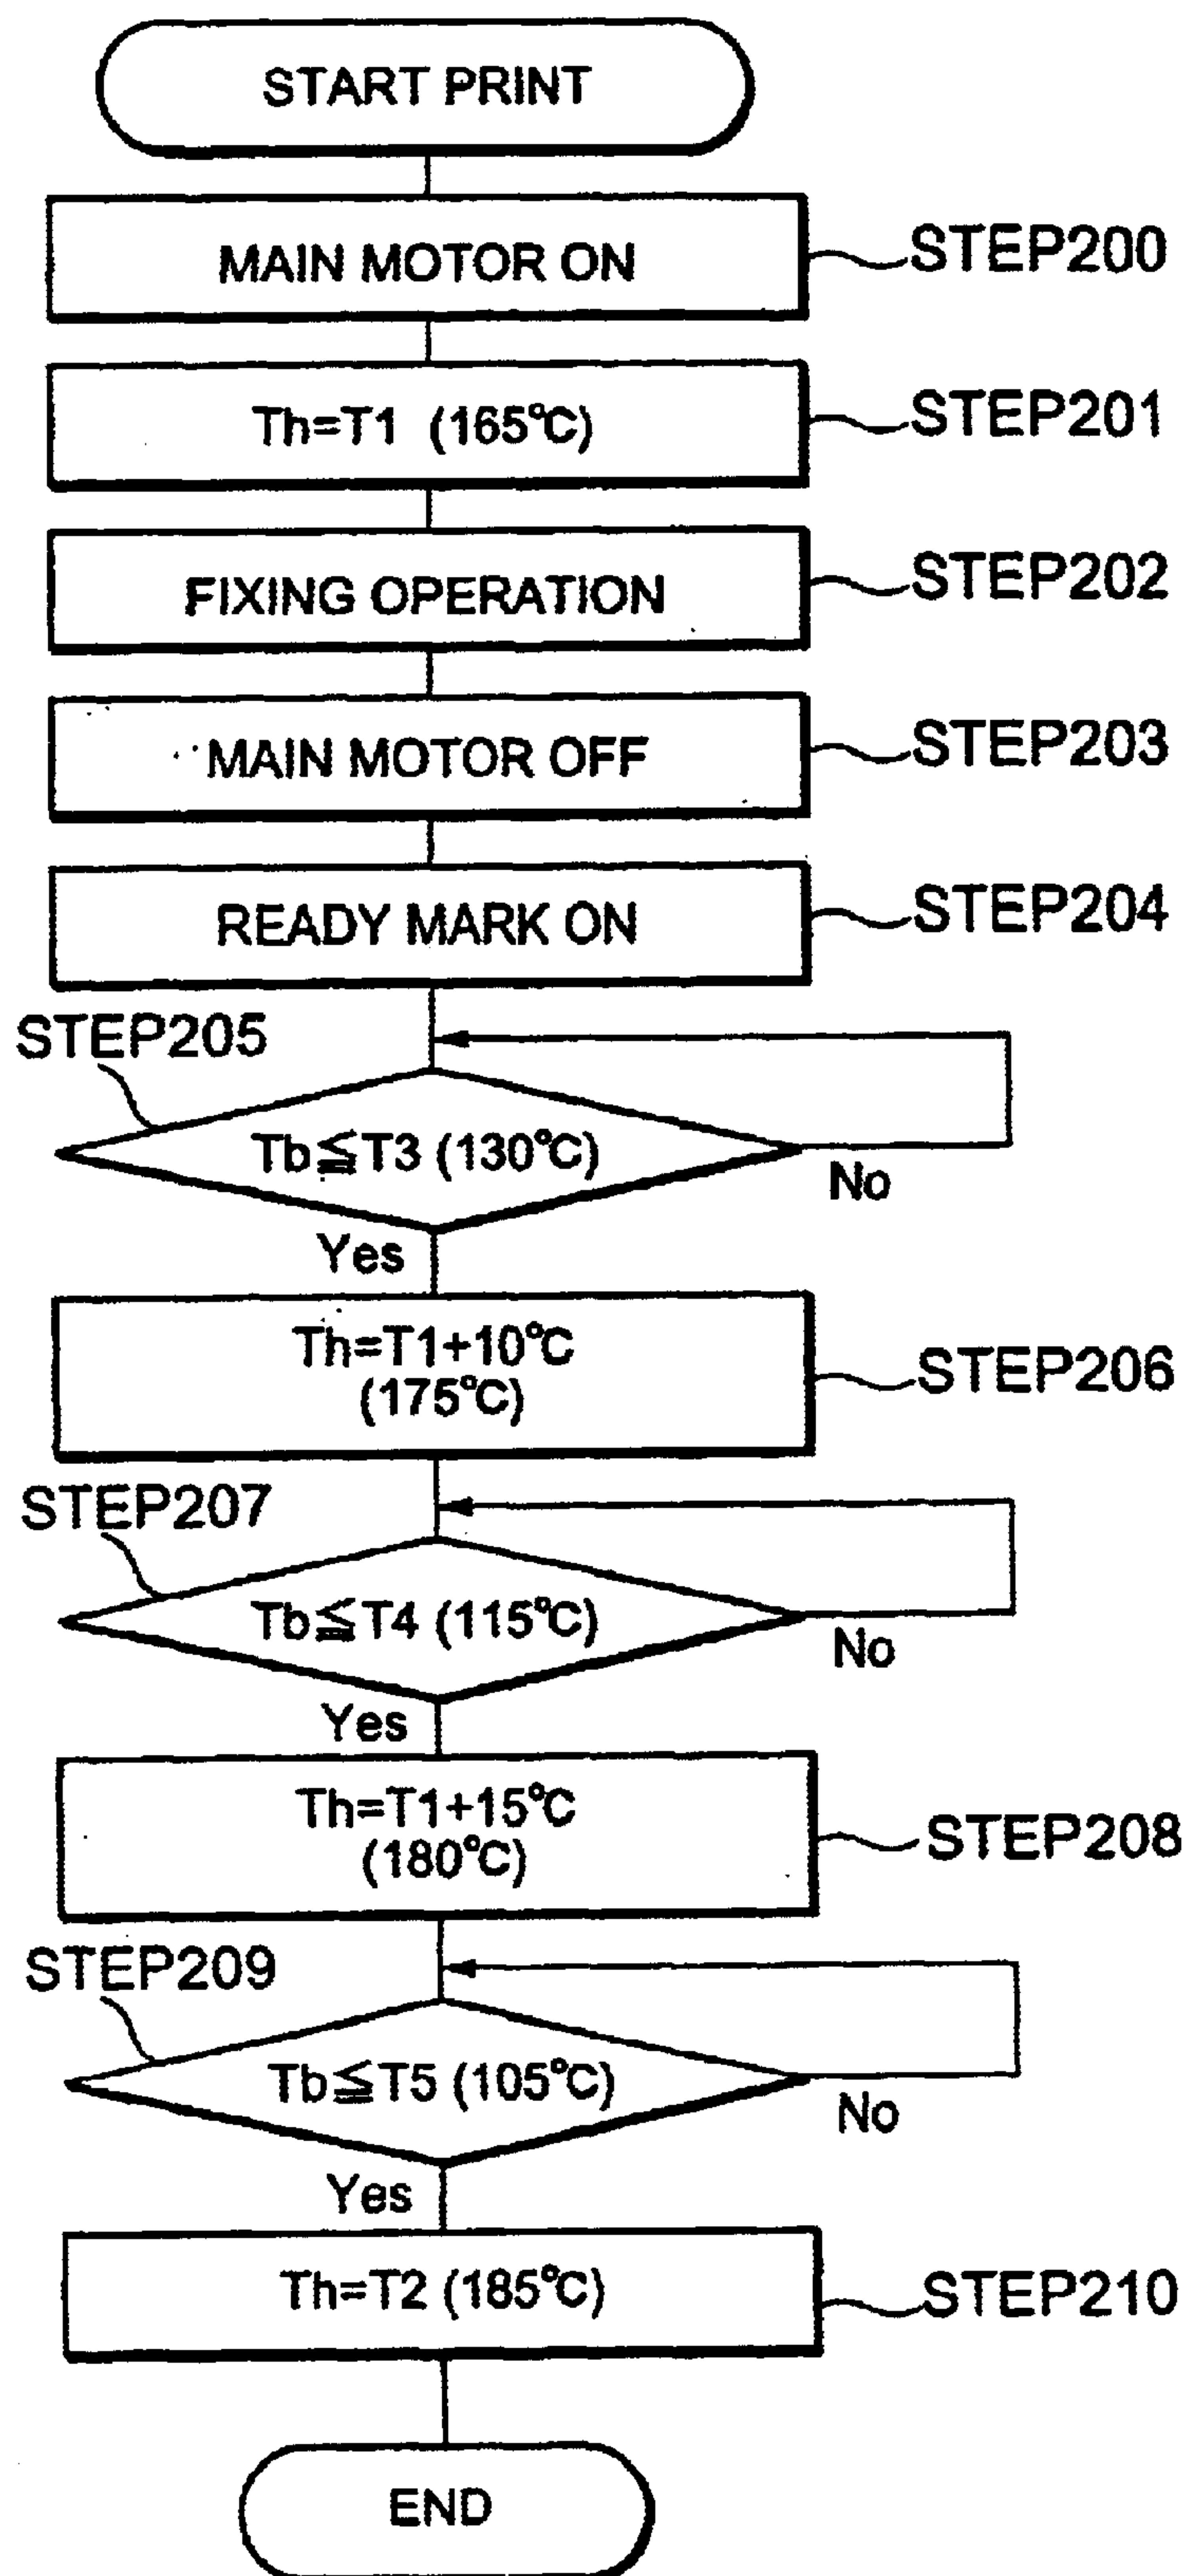 START PRINT
MAIN MOTOR ON
STEP200
Th=T1 (165°C)
STEP201
FIXING OPERATION
STEP202
MAIN MOTOR OFF
STEP203
READY MARK ON
STEP204
STEP205
Tb≦T3 (130°C)
No
Yes
Th=T1+10°C
(175°C)
STEP206
STEP207
Tb≦T4 (115°C)
No
Yes
Th=T1+15°C
(180°C)
STEP208
STEP209
Tb≦T5 (105°C)
No
Yes
Th=T2 (185°C)
STEP210
END